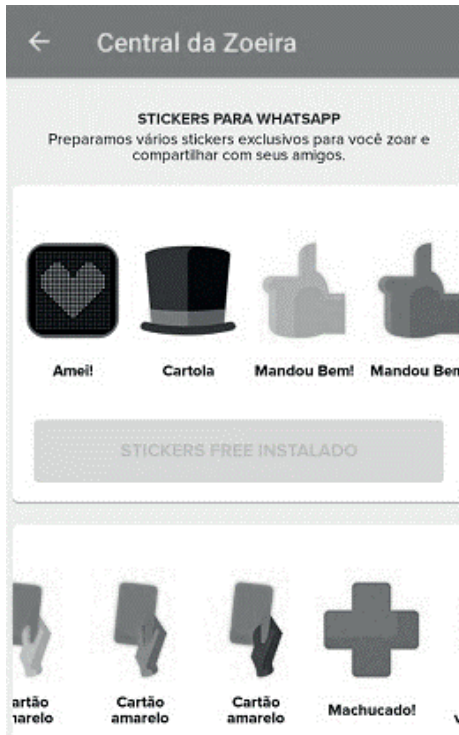 Central da Zoeira
STICKERS PARA WHATSAPP
Preparamos vários stickers exclusivos para você zoar e
compartilhar com seus amigos.
Amei! Cartola Mandou Bem! Mandou Bem
STICKERS FREE INSTALADO
artão Cartão Cartão Machucado!
narelo amarelo amarelo v